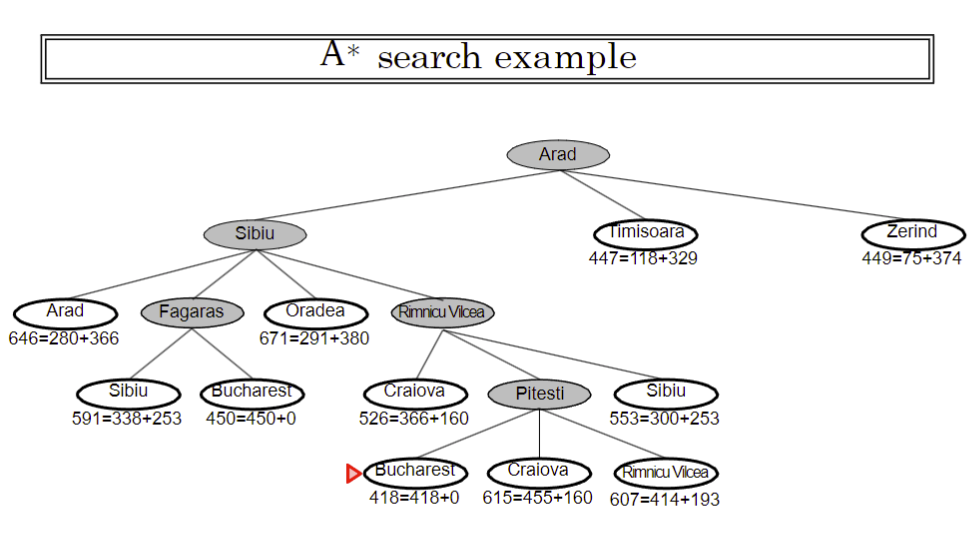 A* search example
Arad
Sibiu Timisoara Zerind
447=118+329 449=75+374
Arad Fagaras Oradea Rimnicu Vilcea
646=280+366 671=291+380
Sibiu Bucharest Craiova Pitesti Sibiu
591=338+253 450=450+0 526=366+160 553=300+253
Bucharest Craiova Rimnicu Vilcea
418=418+0 615=455+160 607=414+193